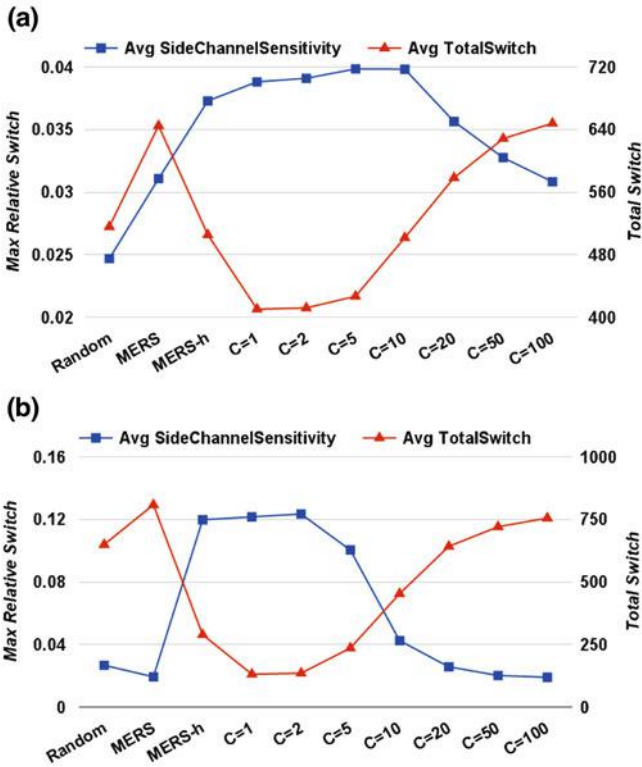 (a)
Avg SideChannelSensitivity Avg TotalSwitch
0.04 720
0.035 640
0.03 560
0.025 480
0.02 400
Max Relative Switch
Total Switch
Random MERS MERS-h C=1 C=2 C=5 C=10 C=20 C=50 C=100
(b)
Avg SideChannelSensitivity Avg TotalSwitch
0.16 1000
0.12 750
0.08 500
0.04 250
0 0
Max Relative Switch
Total Switch
Random MERS MERS-h C=1 C=2 C=5 C=10 C=20 C=50 C=100